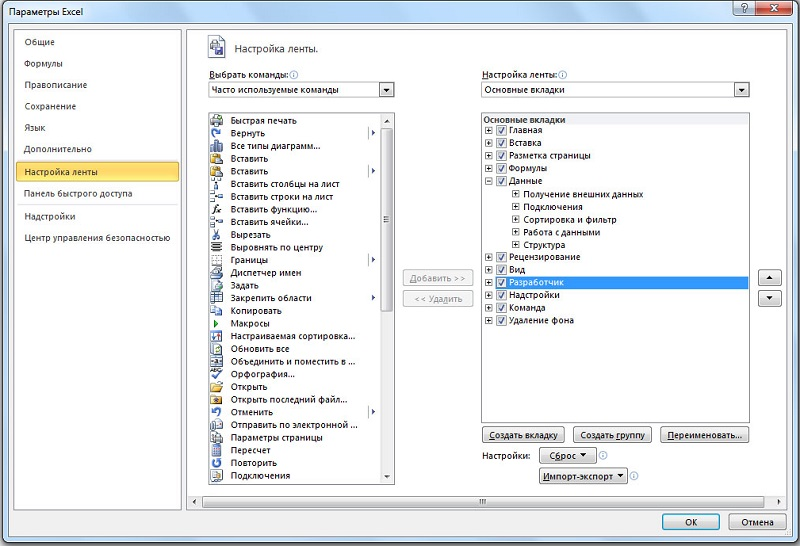 Параметры Excel
Общие
Формулы
Правописание
Сохранение
Язык
Дополнительно
Настройка ленты
Панель быстрого доступа
Надстройки
Центр управления безопасностью
Настройка ленты.
Выбрать команды:
Часто используемые команды
Быстрая печать
Вернуть
Все типы диаграмм...
Вставить
Вставить
Вставить столбцы на лист
Вставить строки на лист
Вставить функцию...
Вставить ячейки...
Вырезать
Выровнять по центру
Границы
Диспетчер имен
Задать
Закрепить области
Копировать
Макросы
Настраиваемая сортировка...
Обновить все
Объединить и поместить в ...
Орфография...
Открыть
Открыть последний файл...
Отменить
Отправить по электронной ...
Параметры страницы
Пересчет
Повторить
Подключения
Добавить >>
<< Удалить
Настройка ленты:
Основные вкладки
Основные вкладки
Главная
Вставка
Разметка страницы
Формулы
Данные
Получение внешних данных
Подключения
Сортировка и фильтр
Работа с данными
Структура
Рецензирование
Вид
Разработчик
Надстройки
Команда
Удаление фона
Создать вкладку
Создать группу
Переименовать...
Настройки:
Сброс
Импорт-экспорт
ОК
Отмена